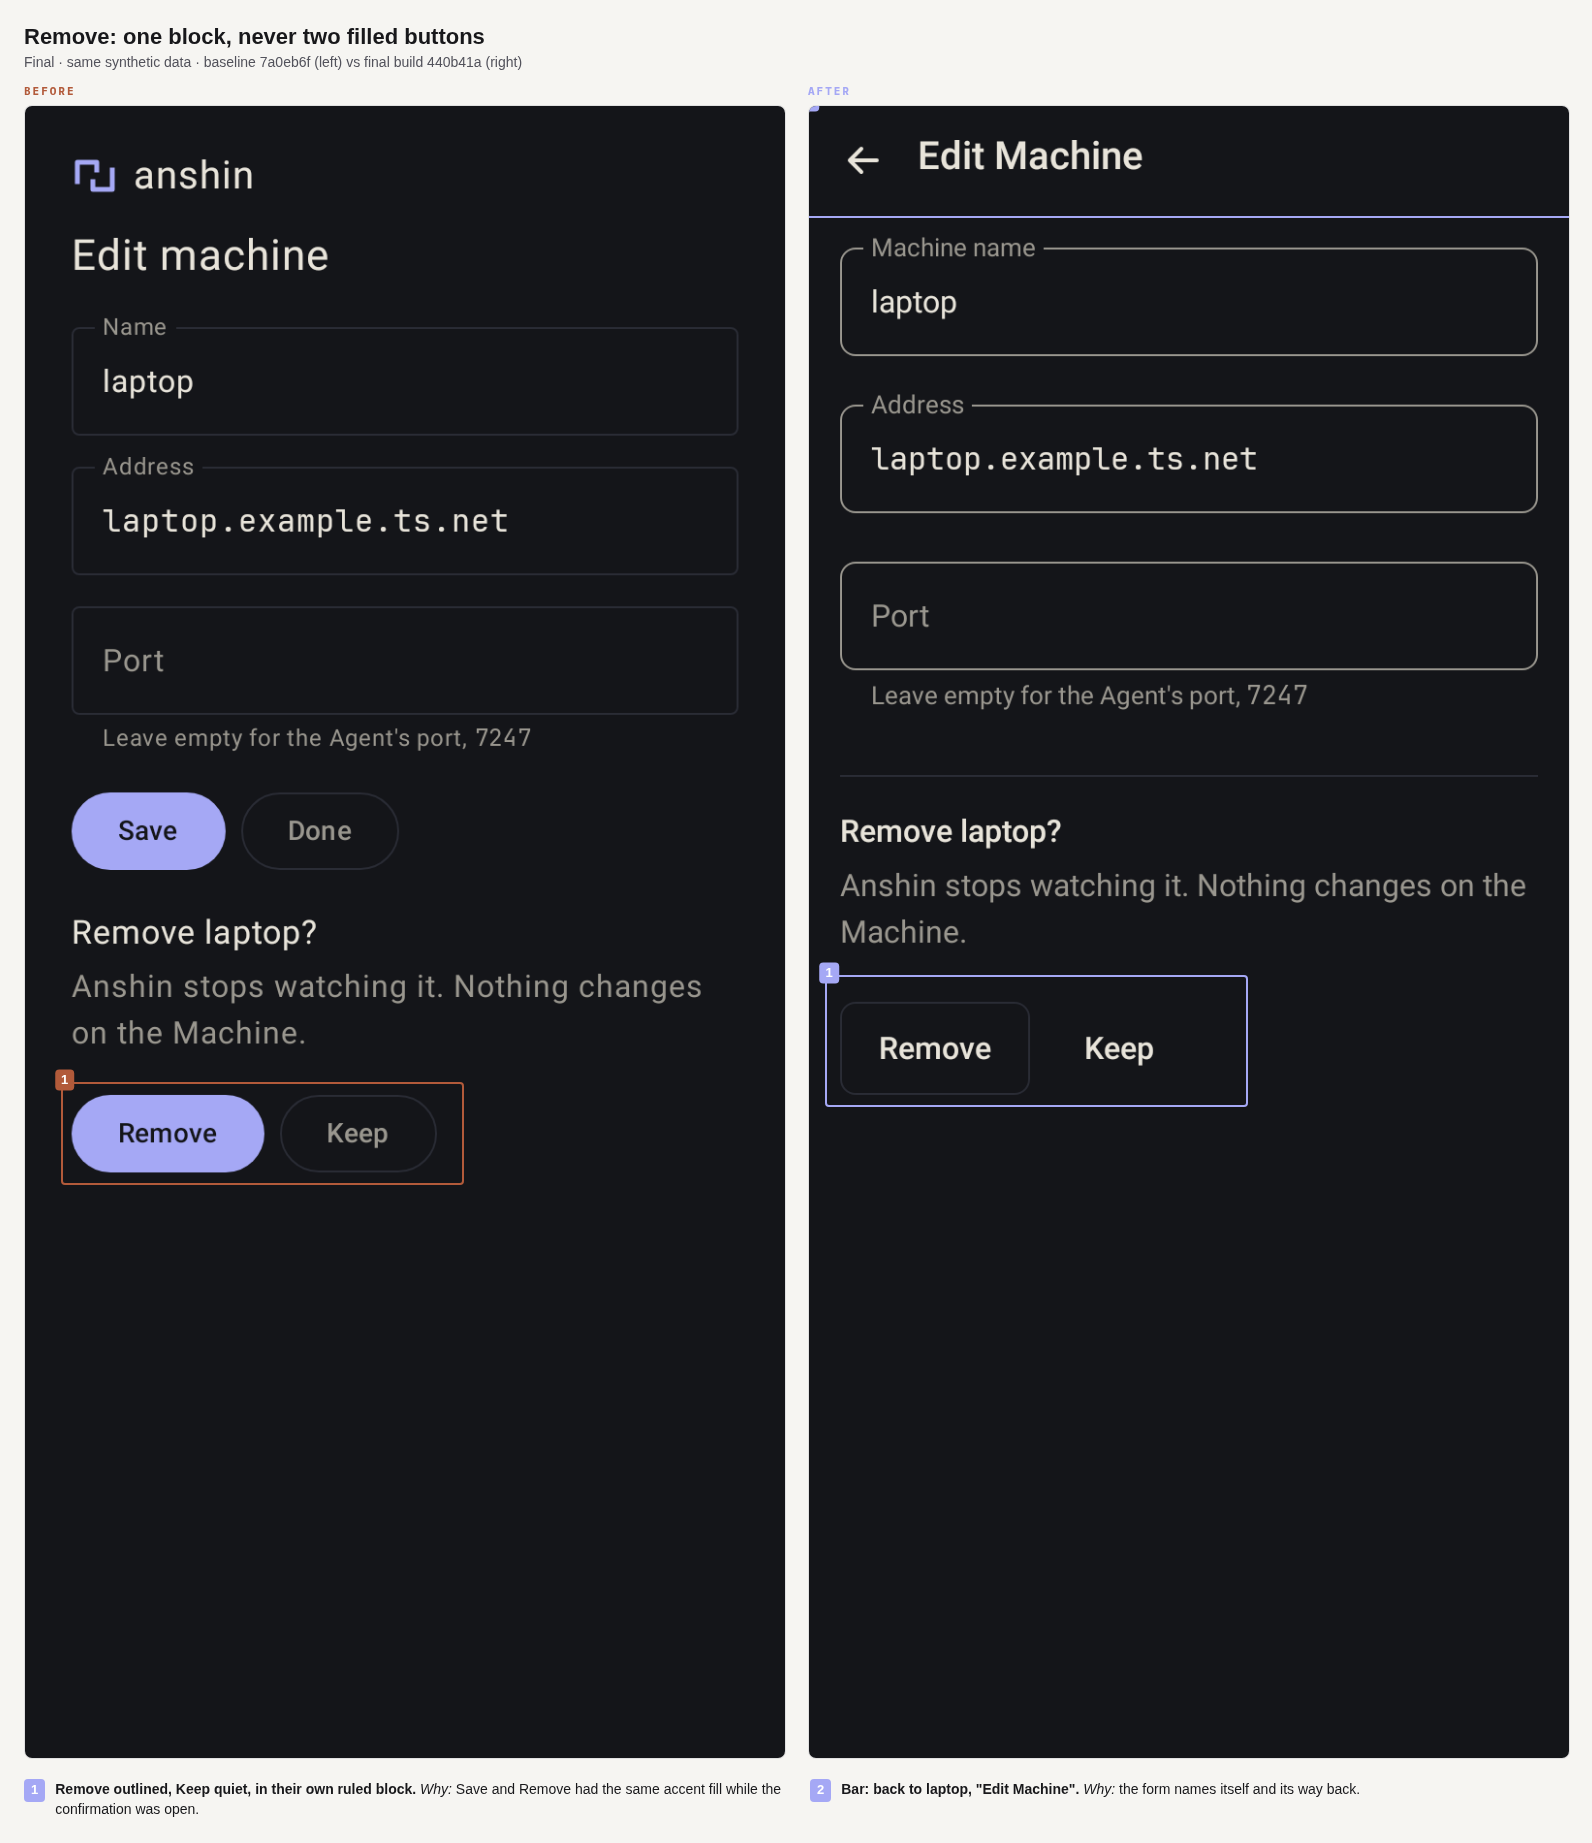 Remove: one block, never two filled buttons
Final · same synthetic data · baseline 7a0eb6f (left) vs final build 440b41a (right)
BEFORE
anshin
Edit machine
Name
laptop
Address
laptop.example.ts.net
Port
Leave empty for the Agent's port, 7247
Save
Done
Remove laptop?
Anshin stops watching it. Nothing changes
on the Machine.
1
Remove
Keep
AFTER
Edit Machine
Machine name
laptop
Address
laptop.example.ts.net
Port
Leave empty for the Agent's port, 7247
Remove laptop?
Anshin stops watching it. Nothing changes on the
Machine.
1
Remove
Keep
1 Remove outlined, Keep quiet, in their own ruled block. Why: Save and Remove had the same accent fill while the
confirmation was open.
2 Bar: back to laptop, "Edit Machine". Why: the form names itself and its way back.